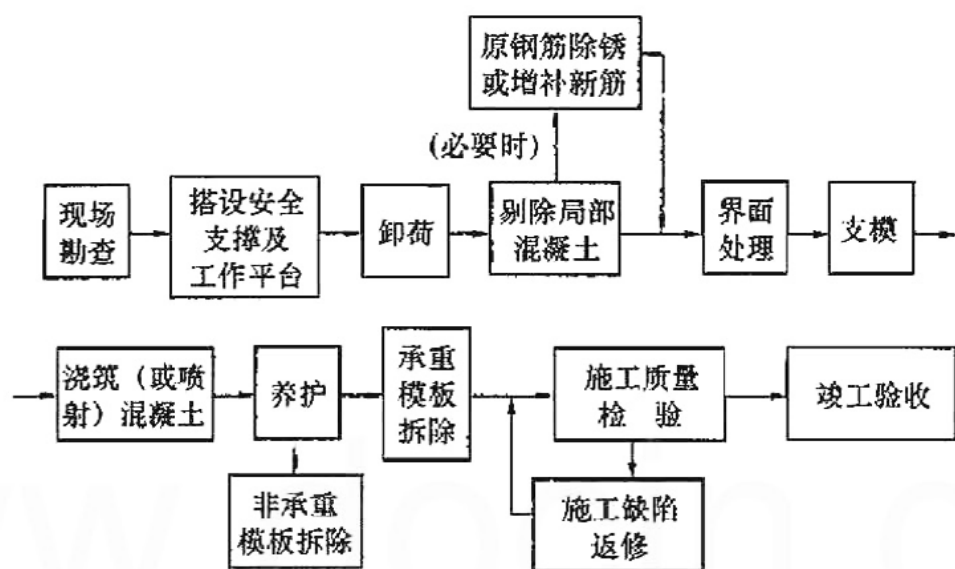 原钢筋除锈
或增补新筋
(必要时)
现场
勘查
搭设安全
支撑及
工作平台
卸荷
剔除局部
混凝土
界面
处理
支模
浇筑（或喷
射）混凝土
养护
承重
模板
拆除
施工质量
检 验
竣工验收
非承重
模板拆除
施工缺陷
返修